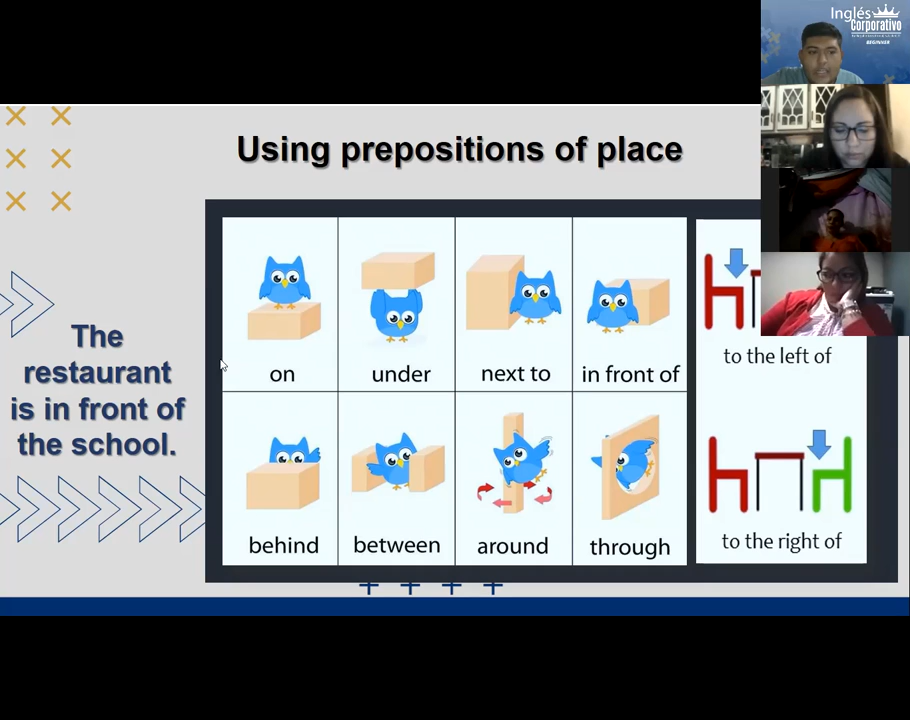 Inglés
Corporativo
BEGINNER
Using prepositions of place
The
restaurant
is in front of
the school.
on
under
next to
in front of
behind
between
around
through
to the left of
to the right of